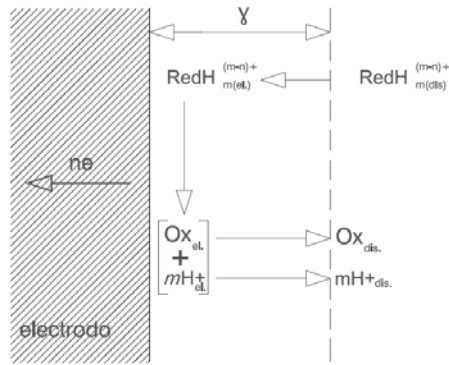 ɣ
RedH (m-n)+ m(el.) RedH (m-n)+ m(dis)
ne
Ox el. Ox dis.
+
mH+ el. mH+ dis.
electrodo